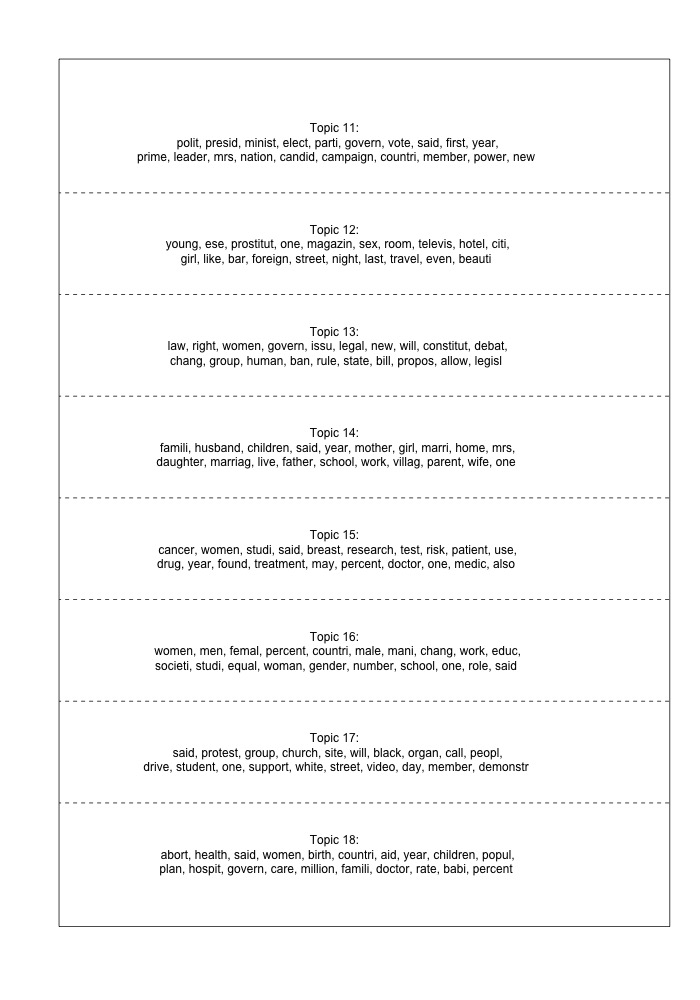 Topic 11:
polit, presid, minist, elect, parti, govern, vote, said, first, year,
prime, leader, mrs, nation, candid, campaign, countri, member, power, new
Topic 12:
young, ese, prostitut, one, magazin, sex, room, televis, hotel, citi,
girl, like, bar, foreign, street, night, last, travel, even, beauti
Topic 13:
law, right, women, govern, issu, legal, new, will, constitut, debat,
chang, group, human, ban, rule, state, bill, propos, allow, legisl
Topic 14:
famili, husband, children, said, year, mother, girl, marri, home, mrs,
daughter, marriag, live, father, school, work, villag, parent, wife, one
Topic 15:
cancer, women, studi, said, breast, research, test, risk, patient, use,
drug, year, found, treatment, may, percent, doctor, one, medic, also
Topic 16:
women, men, femal, percent, countri, male, mani, chang, work, educ,
societi, studi, equal, woman, gender, number, school, one, role, said
Topic 17:
said, protest, group, church, site, will, black, organ, call, peopl,
drive, student, one, support, white, street, video, day, member, demonstr
Topic 18:
abort, health, said, women, birth, countri, aid, year, children, popul,
plan, hospit, govern, care, million, famili, doctor, rate, babi, percent